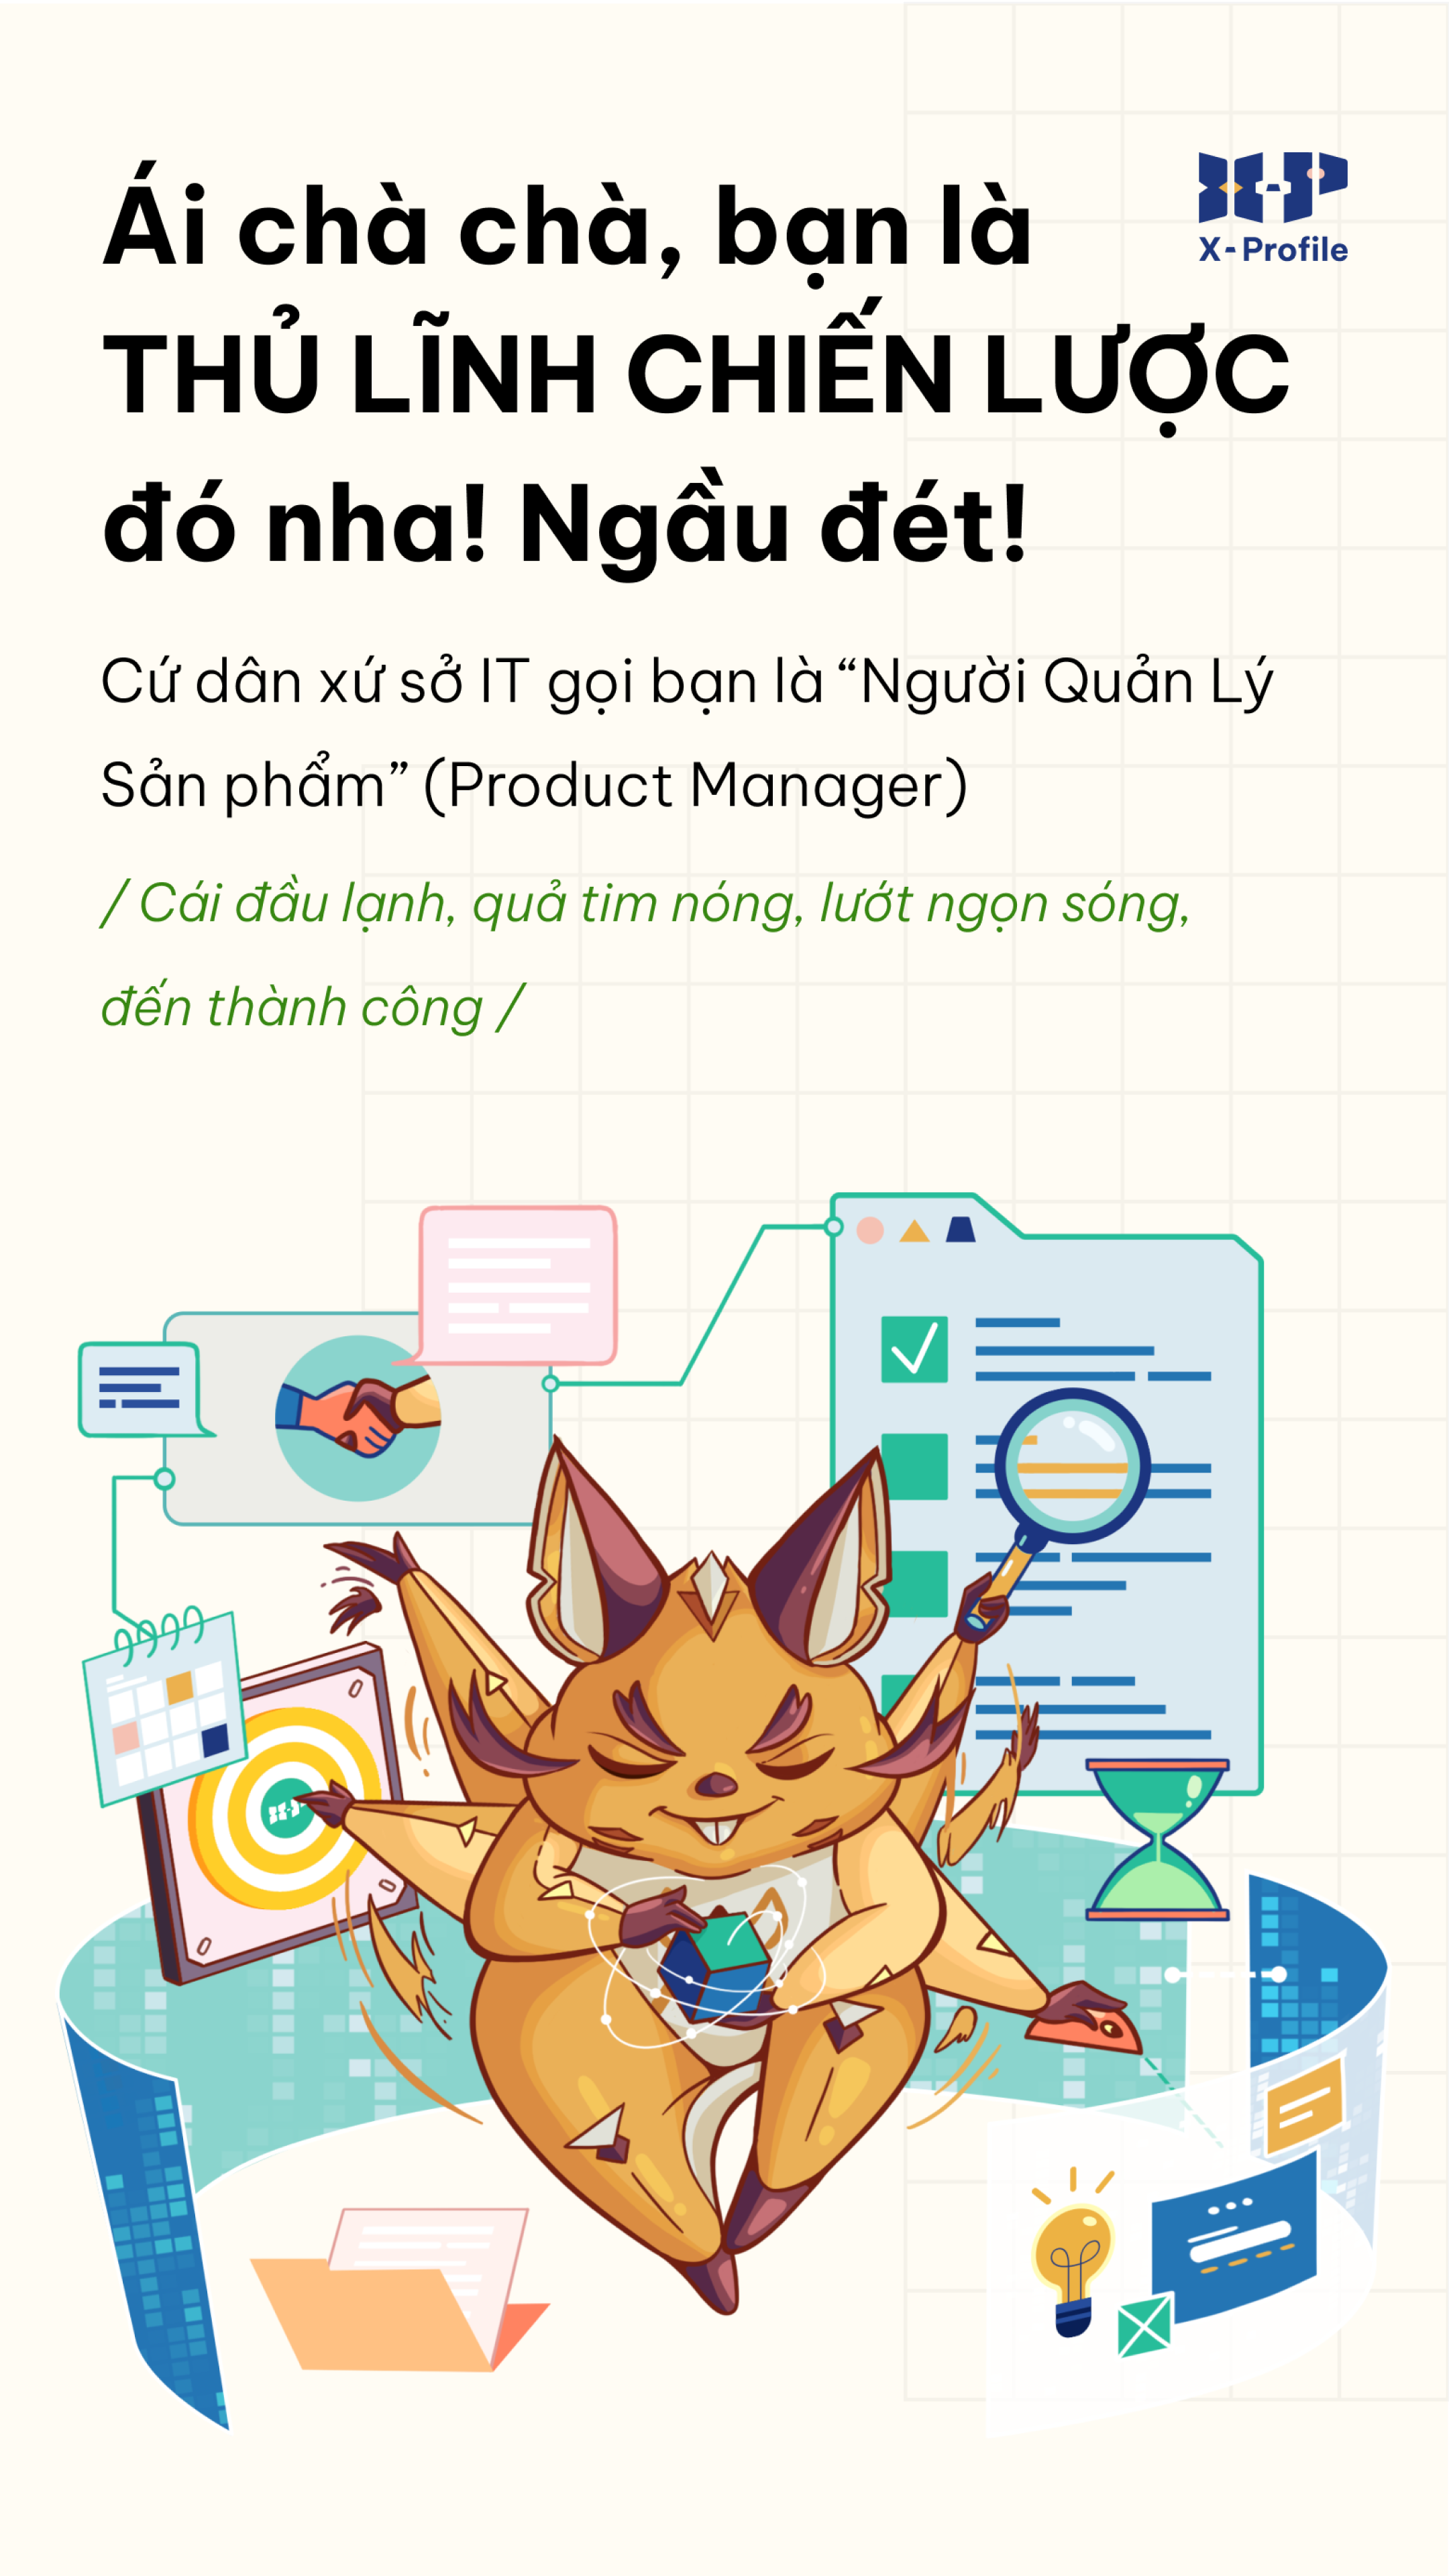 Ái chà chà, bạn là
X-P
X-Profile
THỦ LĨNH CHIẾN LƯỢC
đó nha! Ngầu đét!
Cứ dân xứ sở IT gọi bạn là “Người Quản Lý
Sản phẩm” (Product Manager)
/ Cái đầu lạnh, quả tim nóng, lướt ngọn sóng,
đến thành công /